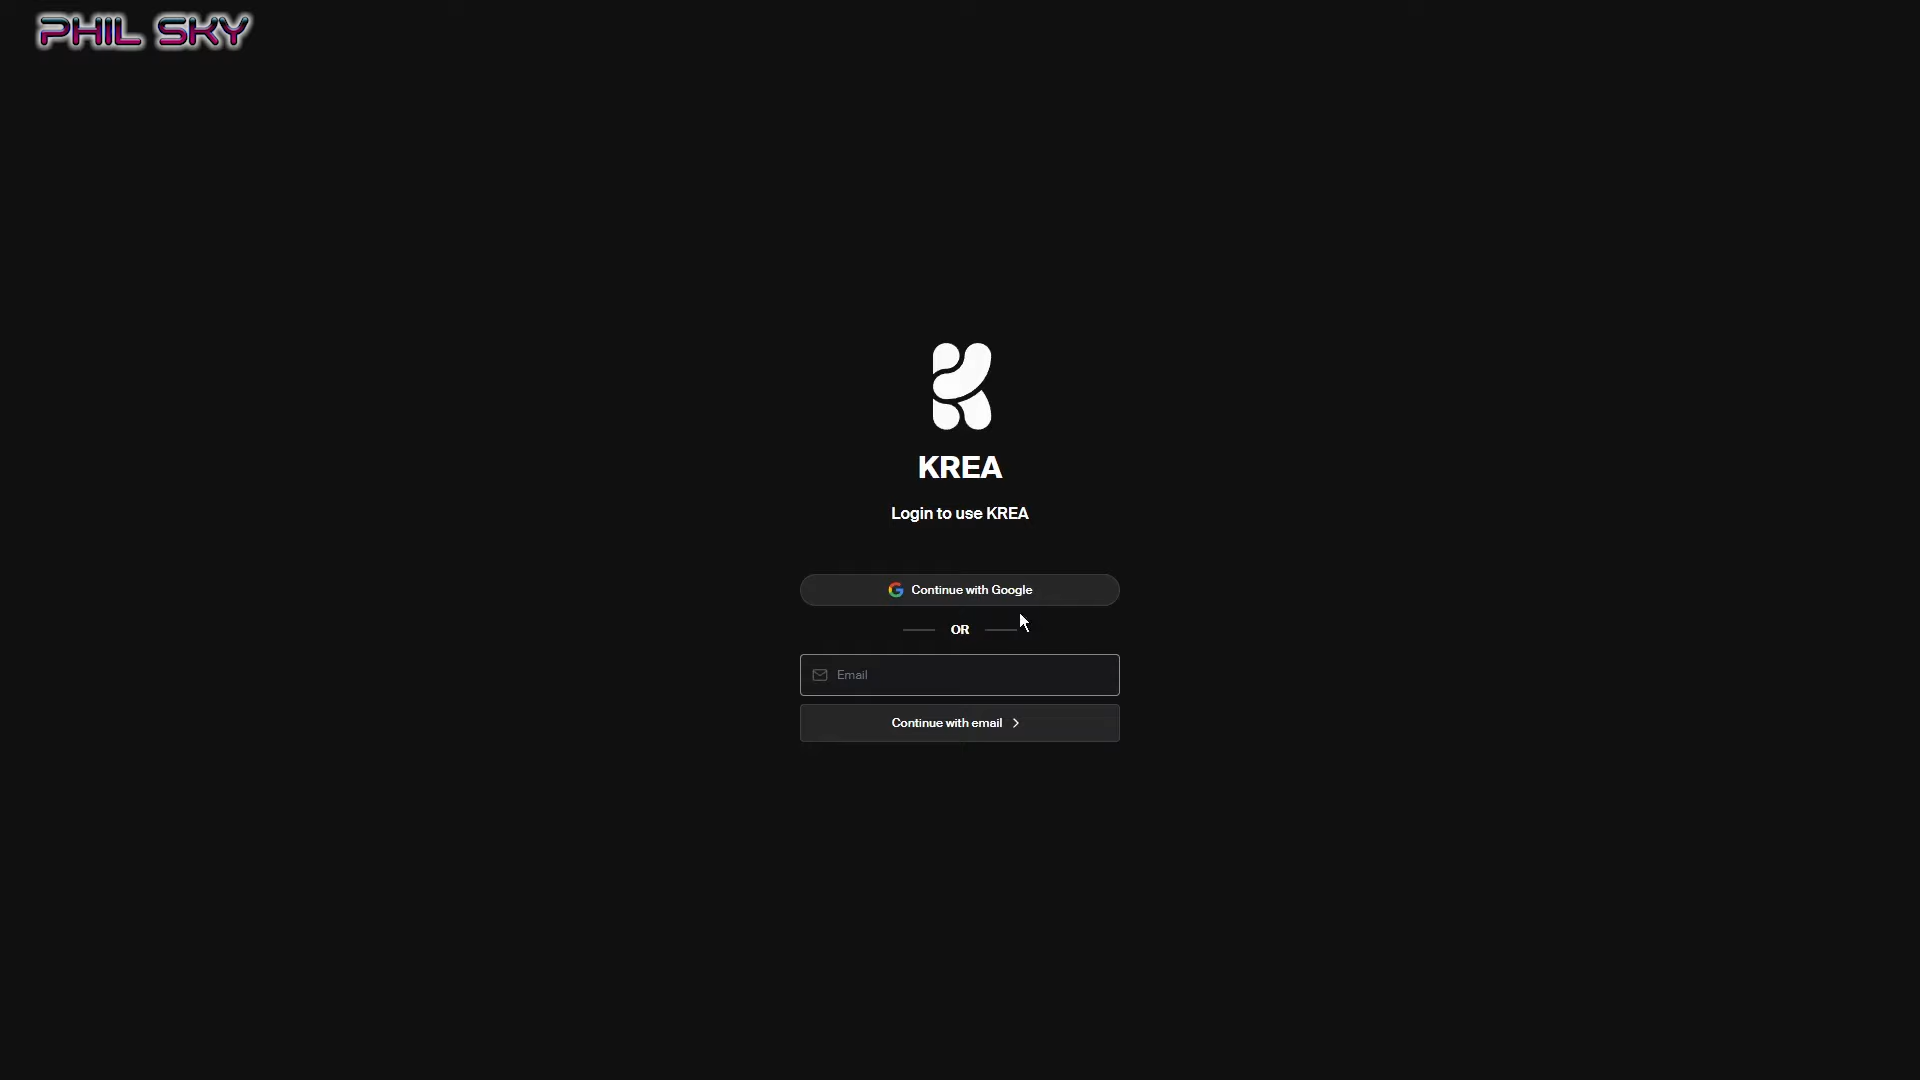 PHIL SKY
KREA
Login to use KREA
Continue with Google
OR
Email
Continue with email